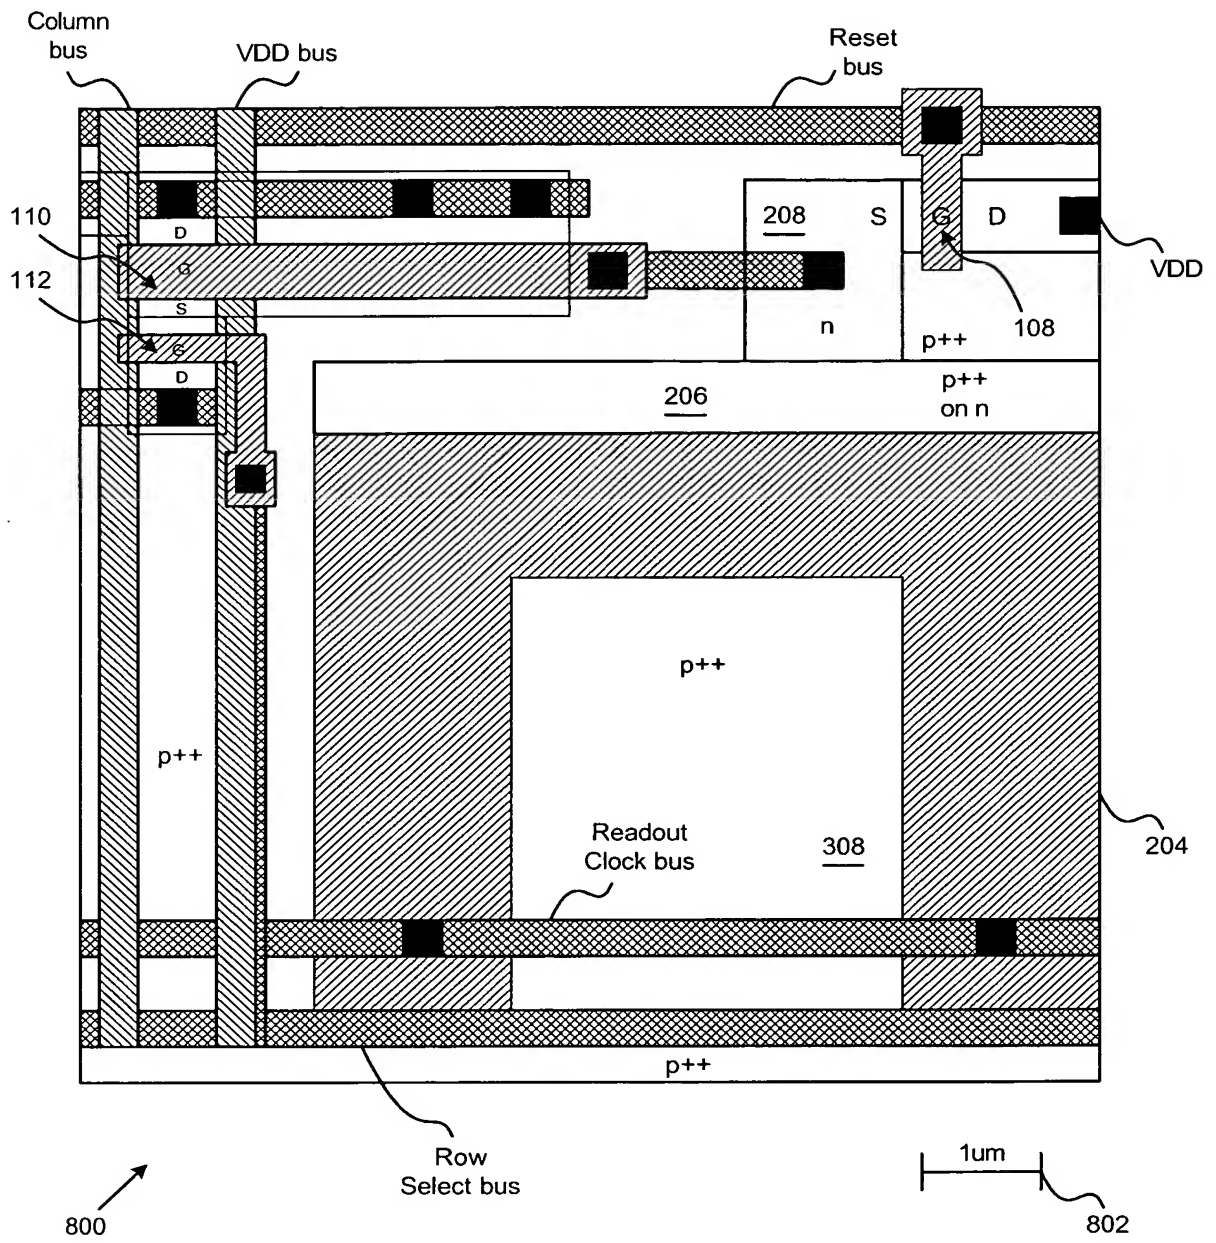 Column
bus
VDD bus
Reset
bus
110
D
208
S
G
D
G
VDD
112
S
n
108
G
p++
D
206
p++
on n
p++
p++
Readout
Clock bus
308
204
p++
Row
Select bus
1um
800
802